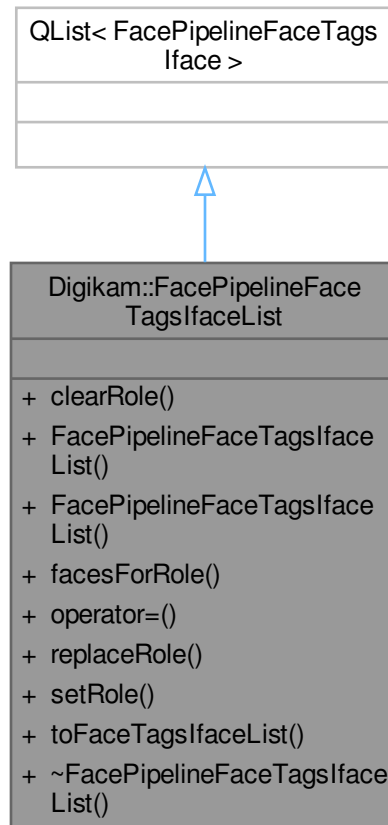 QList< FacePipelineFaceTags
Iface >
Digikam::FacePipelineFace
TagsIfaceList
+ clearRole()
+ FacePipelineFaceTagsIface
List()
+ FacePipelineFaceTagsIface
List()
+ facesForRole()
+ operator=()
+ replaceRole()
+ setRole()
+ toFaceTagsIfaceList()
+ ~FacePipelineFaceTagsIface
List()